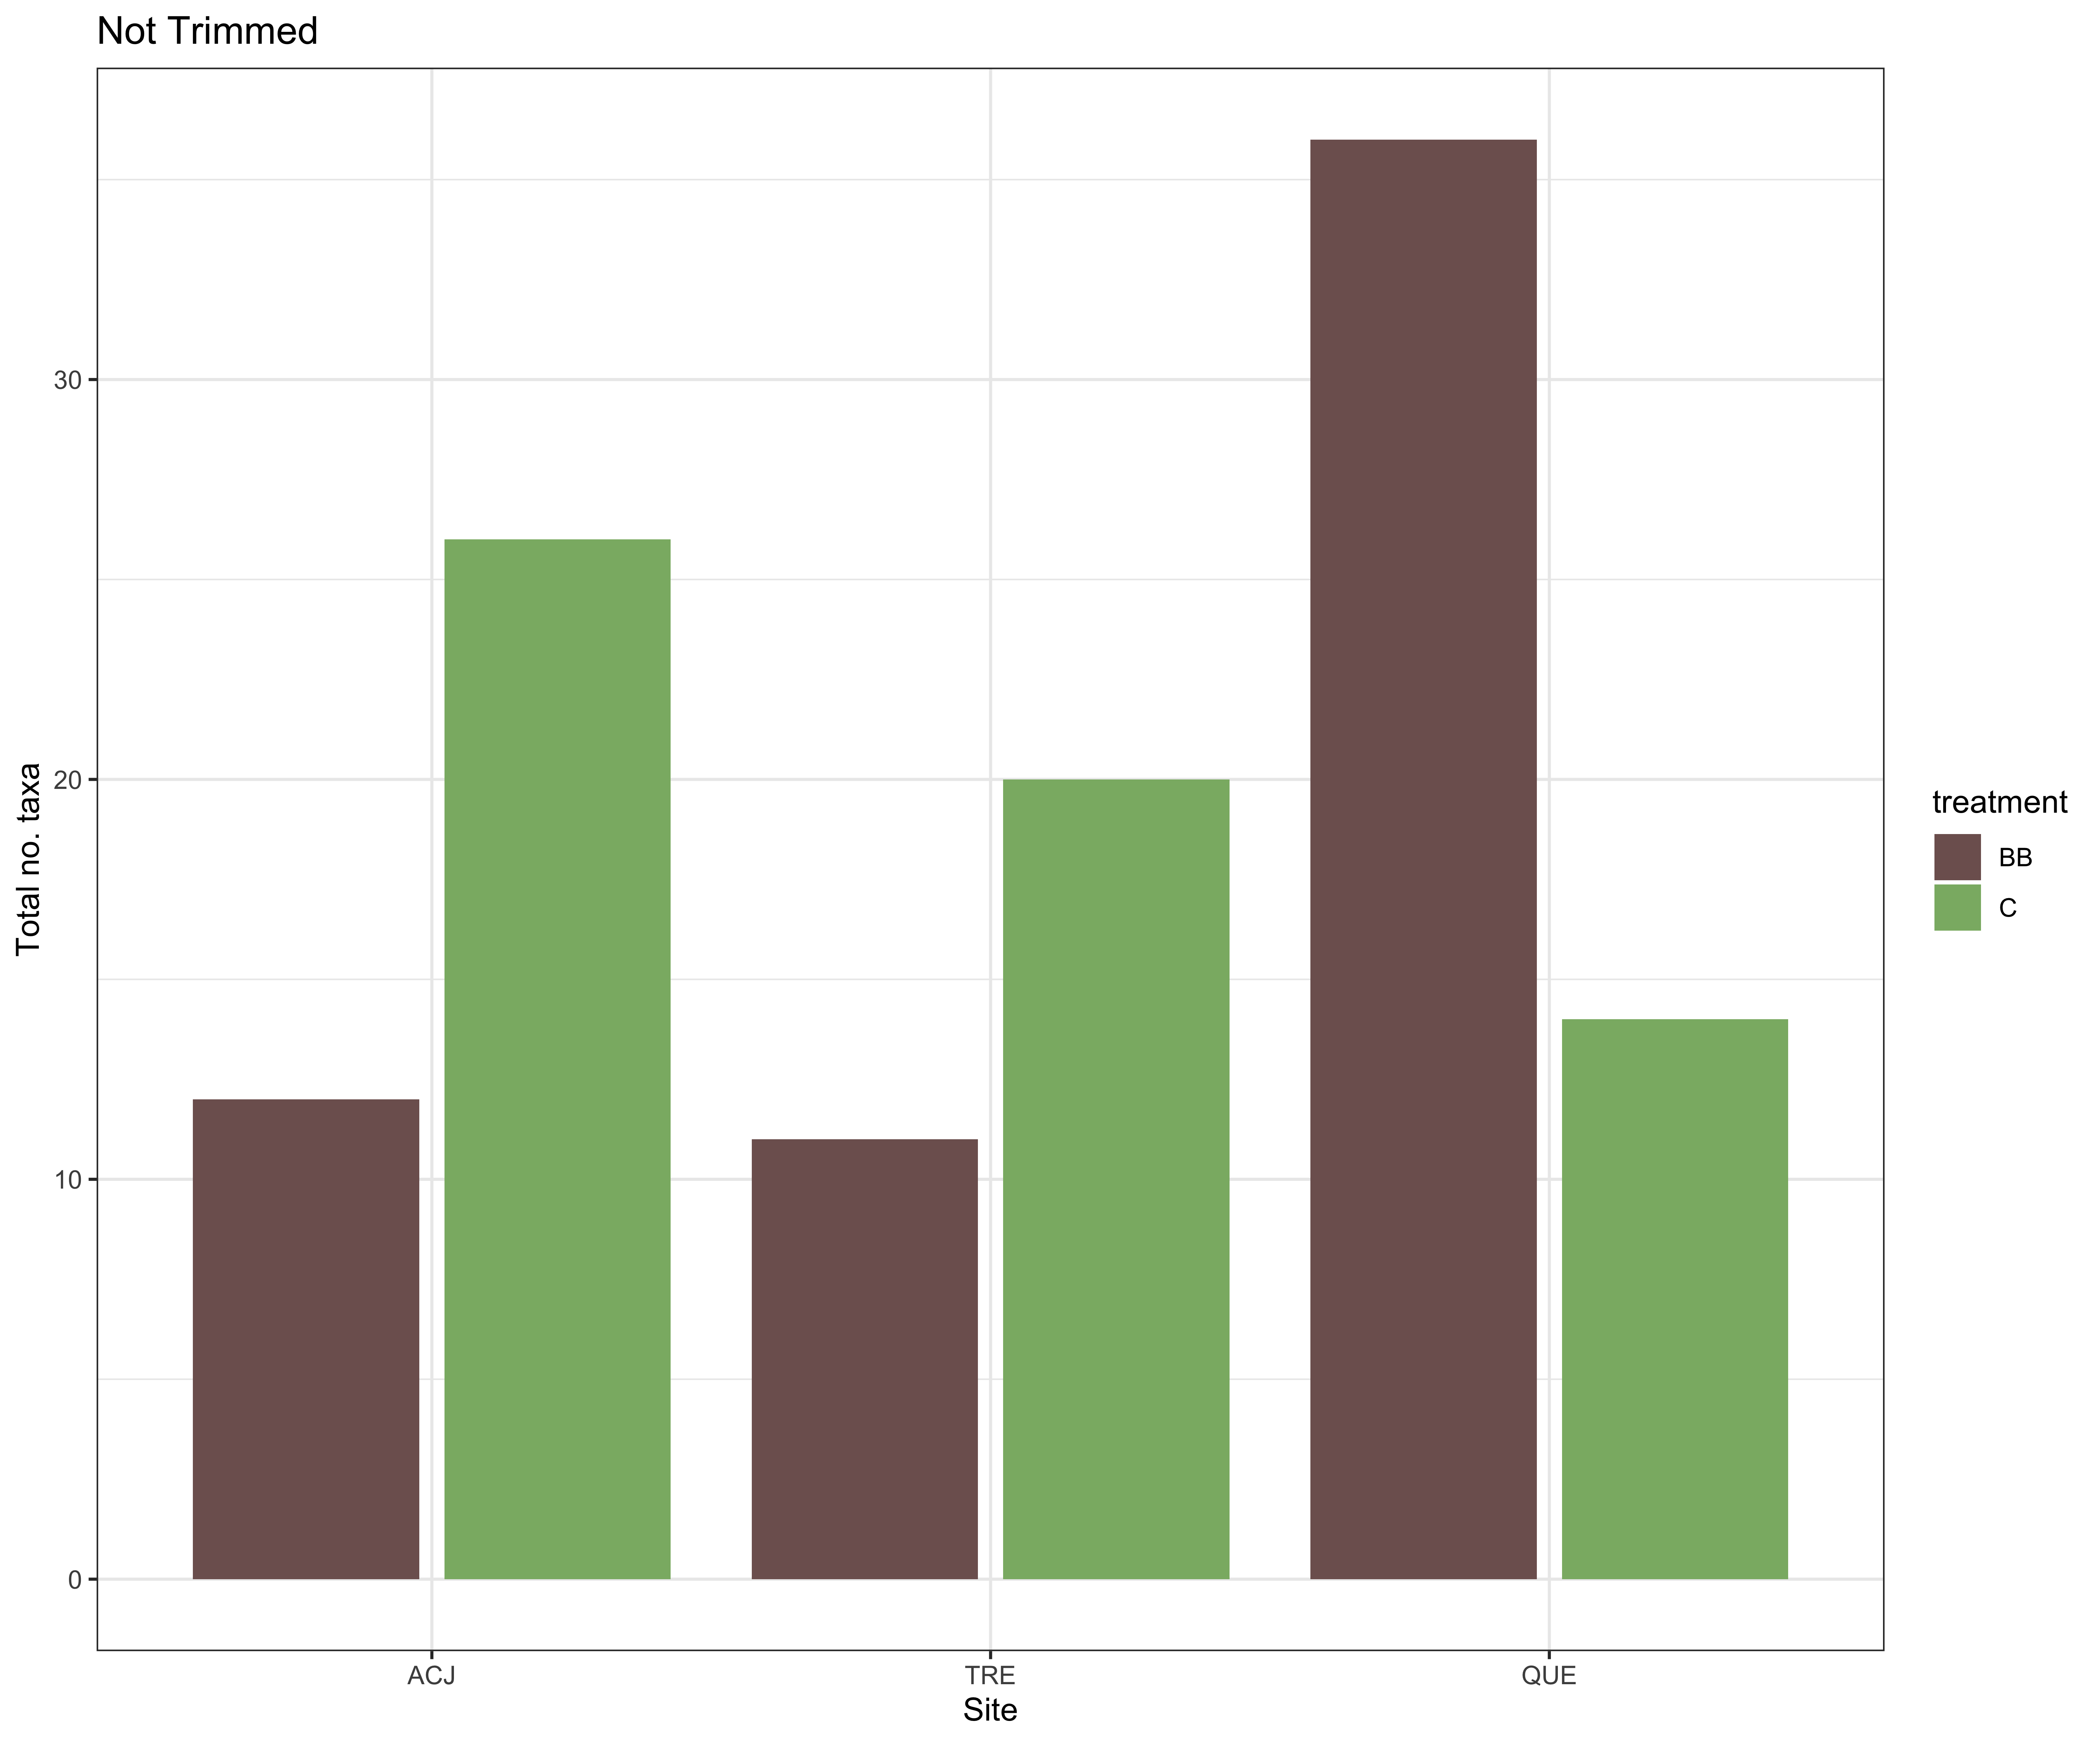 Not Trimmed
Total no. taxa
30
20
10
0
ACJ
TRE
QUE
Site
treatment
BB
C